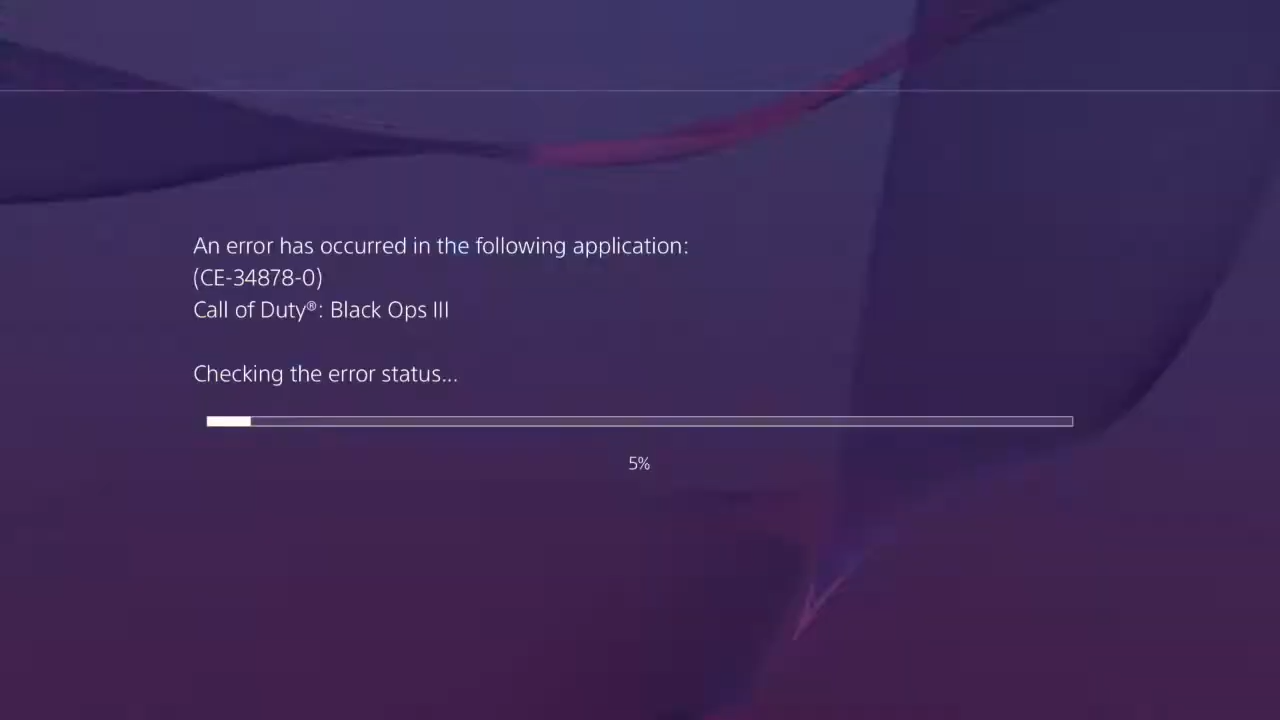 An error has occurred in the following application:
(CE-34878-0)
Call of Duty®: Black Ops III
Checking the error status...
5%